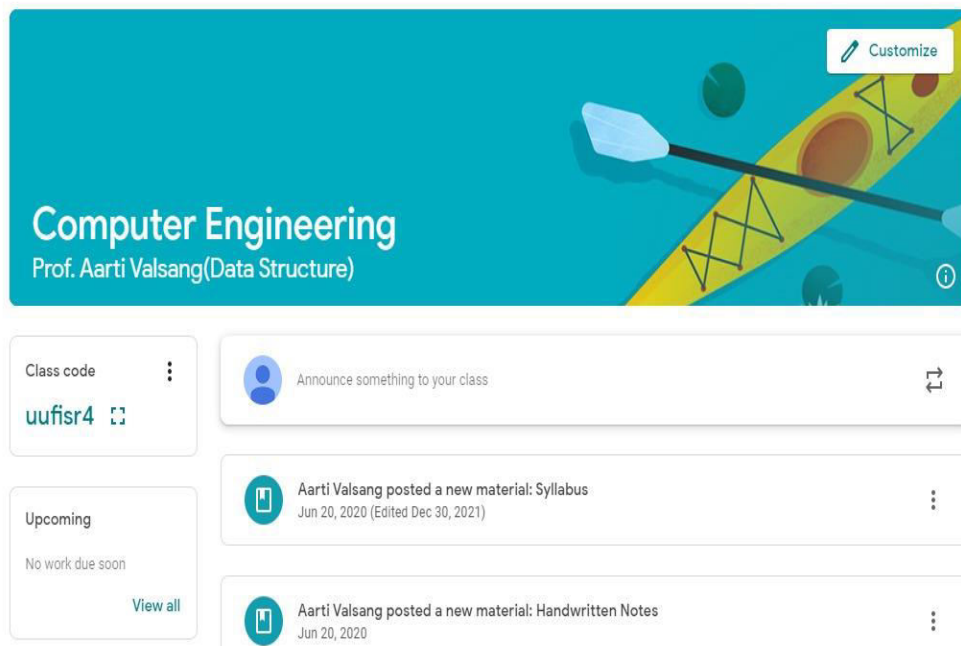 Customize
Computer Engineering
Prof. Aarti Valsang(Data Structure)
Class code
uufisr4
Announce something to your class
Upcoming
No work due soon
View all
Aarti Valsang posted a new material: Syllabus
Jun 20, 2020 (Edited Dec 30, 2021)
Aarti Valsang posted a new material: Handwritten Notes
Jun 20, 2020